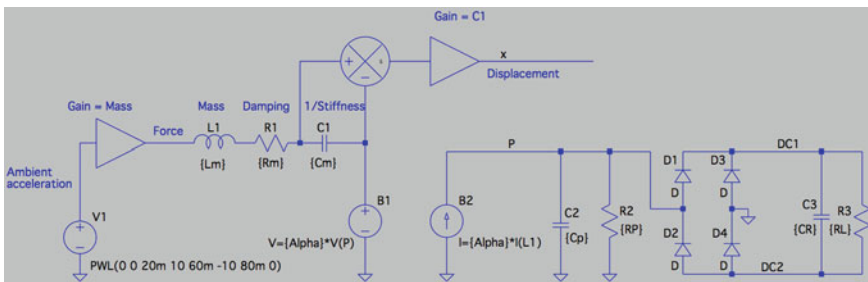 Gain = C1
x
Displacement
Gain = Mass
Mass
Damping
1/Stiffness
Force
L1
R1
C1
{Lm}
{Rm}
{Cm}
Ambient
acceleration
V1
PWL(0 0 20m 10 60m -10 80m 0)
B1
V={Alpha}*V(P)
P
B2
I={Alpha}*I(L1)
C2
{Cp}
R2
{RP}
D1
D
D3
D
D2
D
D4
D
DC1
DC2
C3
{CR}
R3
{RL}